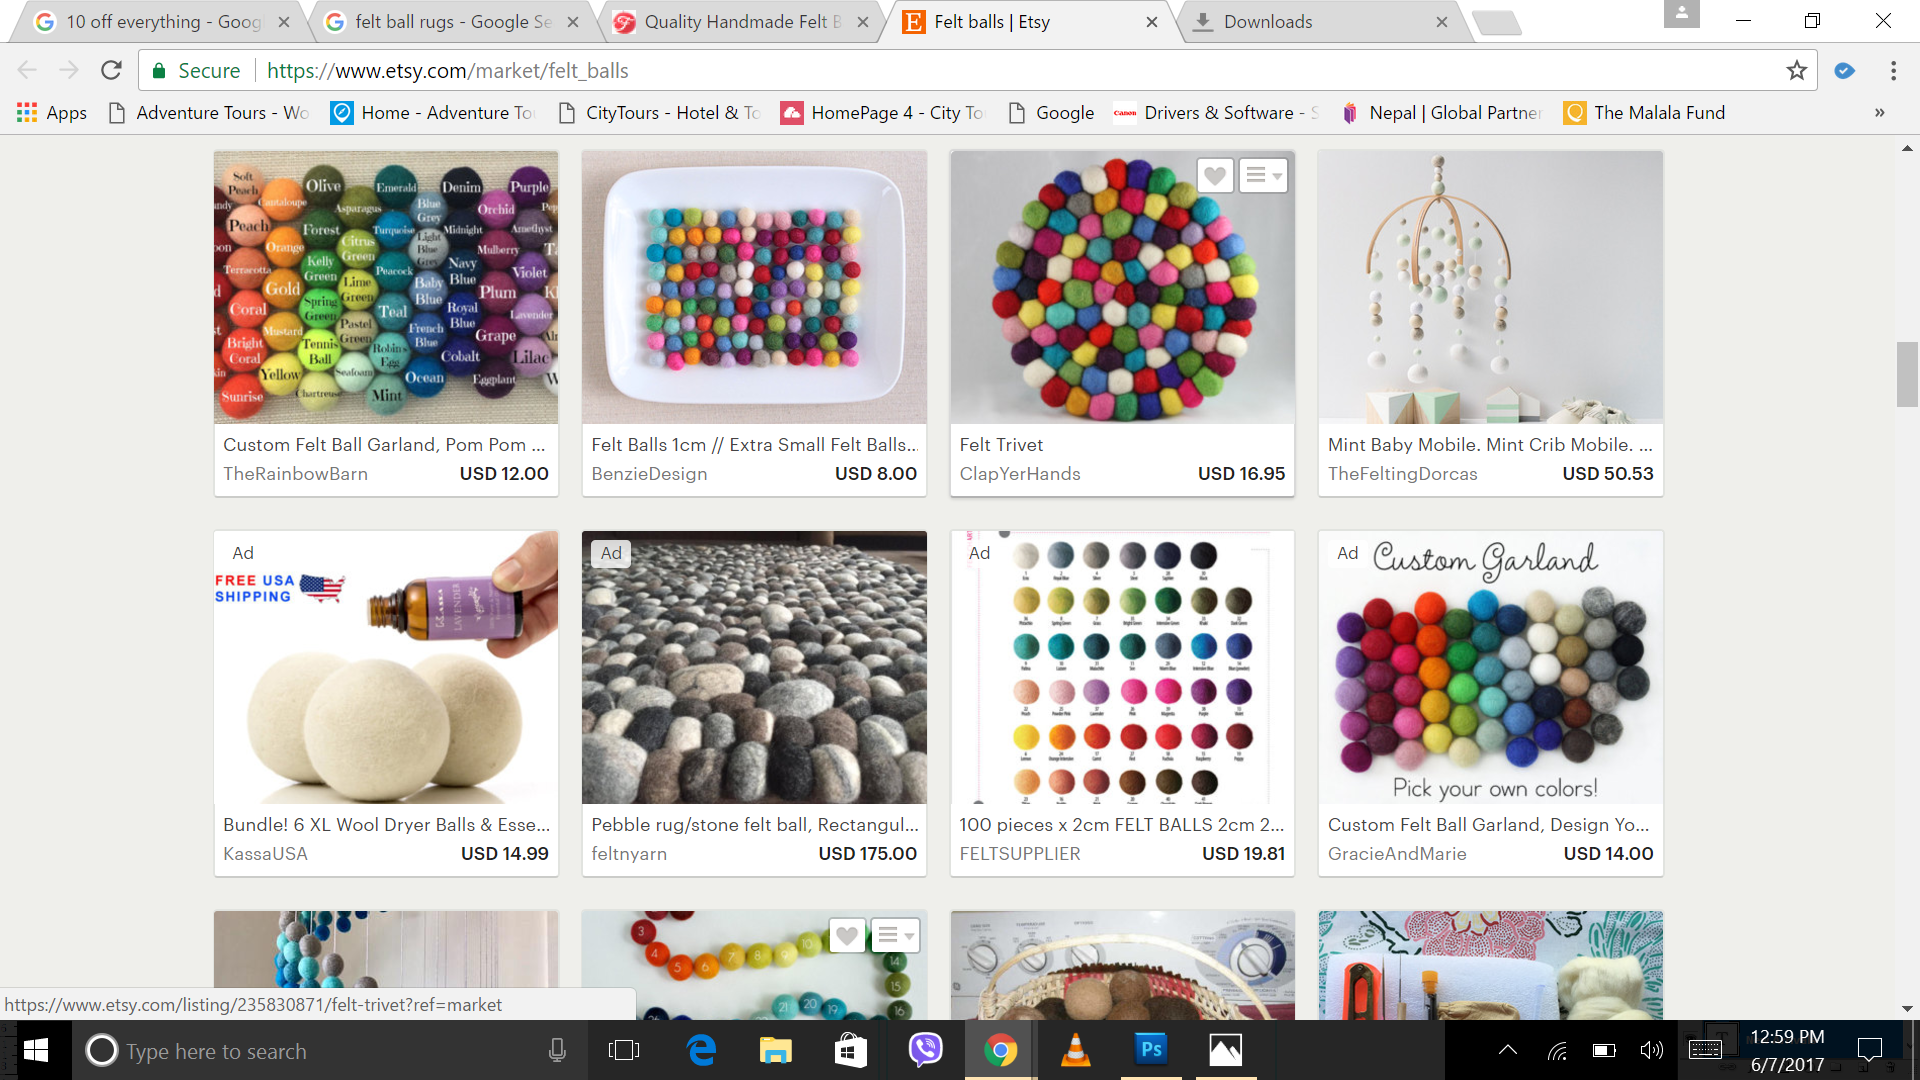 10 off everything - Goog
felt ball rugs - Google Se
Quality Handmade Felt B
Felt balls | Etsy
Downloads
Secure
https://www.etsy.com/market/felt_balls
Apps
Adventure Tours - Wo
Home - Adventure To
CityTours - Hotel & To
HomePage 4 - City To
Google
Canon
Drivers & Software - S
Nepal | Global Partner
The Malala Fund
»
Soft Peach
Cantaloupe
Olive
Asparagus
Emerald
Blue Grey
Denim
Orchid
Purple
Peach
Orange
Forest
Citrus Green
Turquoise
Light Blue Grey
Midnight
Mulberry
Amethyst
Terracotta
Gold
Kelly Green
Lime Green
Peacock
Baby Blue
Navy Blue
Plum
Violet
Coral
Mustard
Spring Green
Pastel Green
Teal
French Blue
Royal Blue
Grape
Lavender
Bright Coral
Yellow
Tennis Ball
Seafoam
Robin's Egg
Ocean
Cobalt
Eggplant
Lilac
Sunrise
Chartreuse
Mint
Custom Felt Ball Garland, Pom Pom ...
TheRainbowBarn USD 12.00
Felt Balls 1cm // Extra Small Felt Balls...
BenzieDesign USD 8.00
Felt Trivet
ClapYerHands USD 16.95
Mint Baby Mobile. Mint Crib Mobile. ...
TheFeltingDorcas USD 50.53
Ad
FREE USA
SHIPPING
KASSA
LAVENDER
Bundle! 6 XL Wool Dryer Balls & Esse...
KassaUSA USD 14.99
Ad
Pebble rug/stone felt ball, Rectangul...
feltnyarn USD 175.00
Ad
100 pieces x 2cm FELT BALLS 2cm 2...
FELTSUPPLIER USD 19.81
Ad
Custom Garland
Pick your own colors!
Custom Felt Ball Garland, Design Yo...
GracieAndMarie USD 14.00
3
4
5
6
7
8
9
10
14
15
16
19
20
21
https://www.etsy.com/listing/235830871/felt-trivet?ref=market
Type here to search
Ps
12:59 PM
6/7/2017